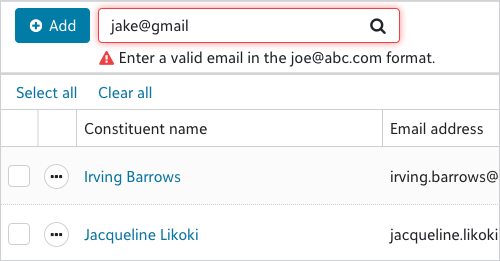 Add jake@gmail
Enter a valid email in the joe@abc.com format.
Select all Clear all
Constituent name Email address
Irving Barrows irving.barrows@
Jacqueline Likoki jacqueline.likoki